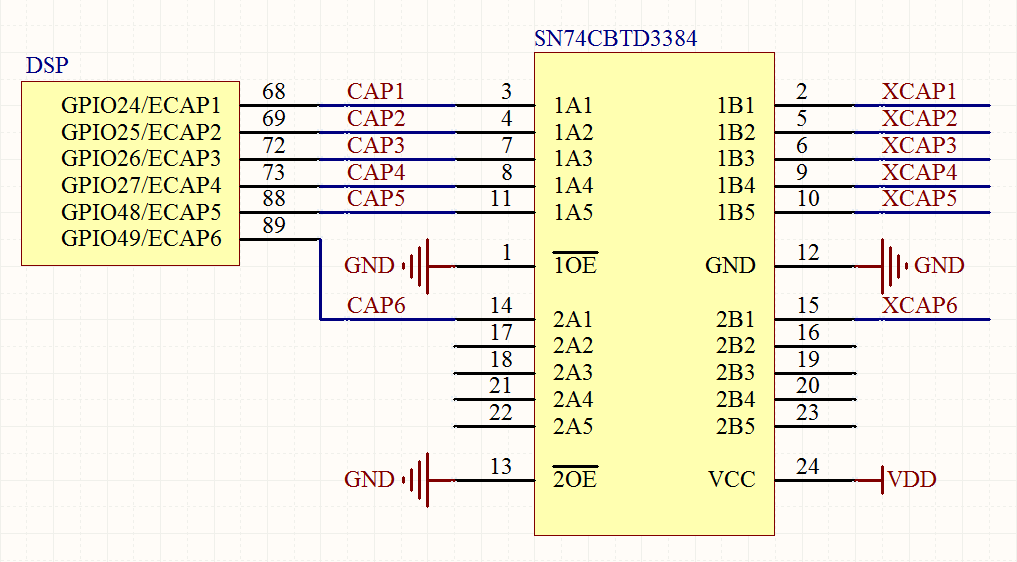 SN74CBTD3384
DSP
GPIO24/ECAP1 68 CAP1 3 1A1 1B1 2 XCAP1
GPIO25/ECAP2 69 CAP2 4 1A2 1B2 5 XCAP2
GPIO26/ECAP3 72 CAP3 7 1A3 1B3 6 XCAP3
GPIO27/ECAP4 73 CAP4 8 1A4 1B4 9 XCAP4
GPIO48/ECAP5 88 CAP5 11 1A5 1B5 10 XCAP5
GPIO49/ECAP6 89
GND 1 1OE GND 12 GND
CAP6 14 2A1 2B1 15 XCAP6
17 2A2 2B2 16
18 2A3 2B3 19
21 2A4 2B4 20
22 2A5 2B5 23
GND 13 2OE VCC 24 VDD